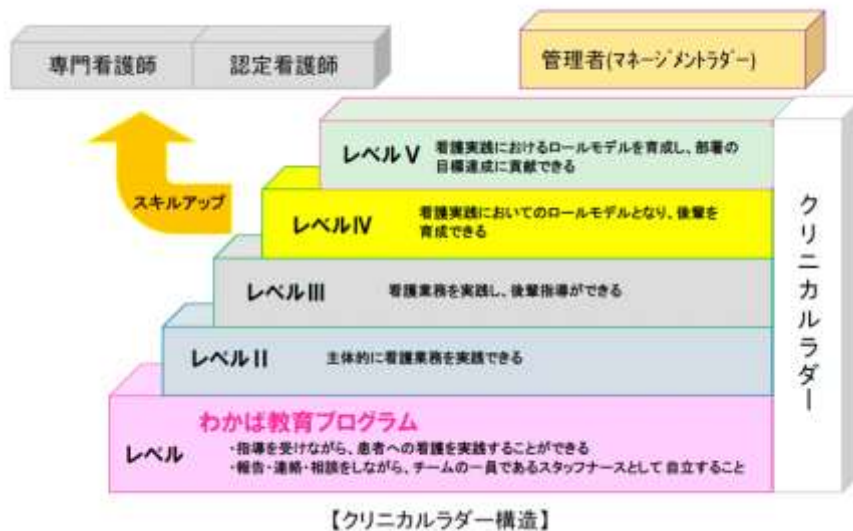 専門看護師
認定看護師
管理者(マネージメントラダー)
スキルアップ
レベルⅤ
看護実践におけるロールモデルを育成し、部署の
目標達成に貢献できる
レベルⅣ
看護実践においてのロールモデルとなり、後輩を
育成できる
レベルⅢ
看護業務を実践し、後輩指導ができる
レベルⅡ
主体的に看護業務を実践できる
わかば教育プログラム
レベル
・指導を受けながら、患者への看護を実践することができる
・報告・連絡・相談をしながら、チームの一員であるスタッフナースとして自立すること
クリニカルラダー
【クリニカルラダー構造】